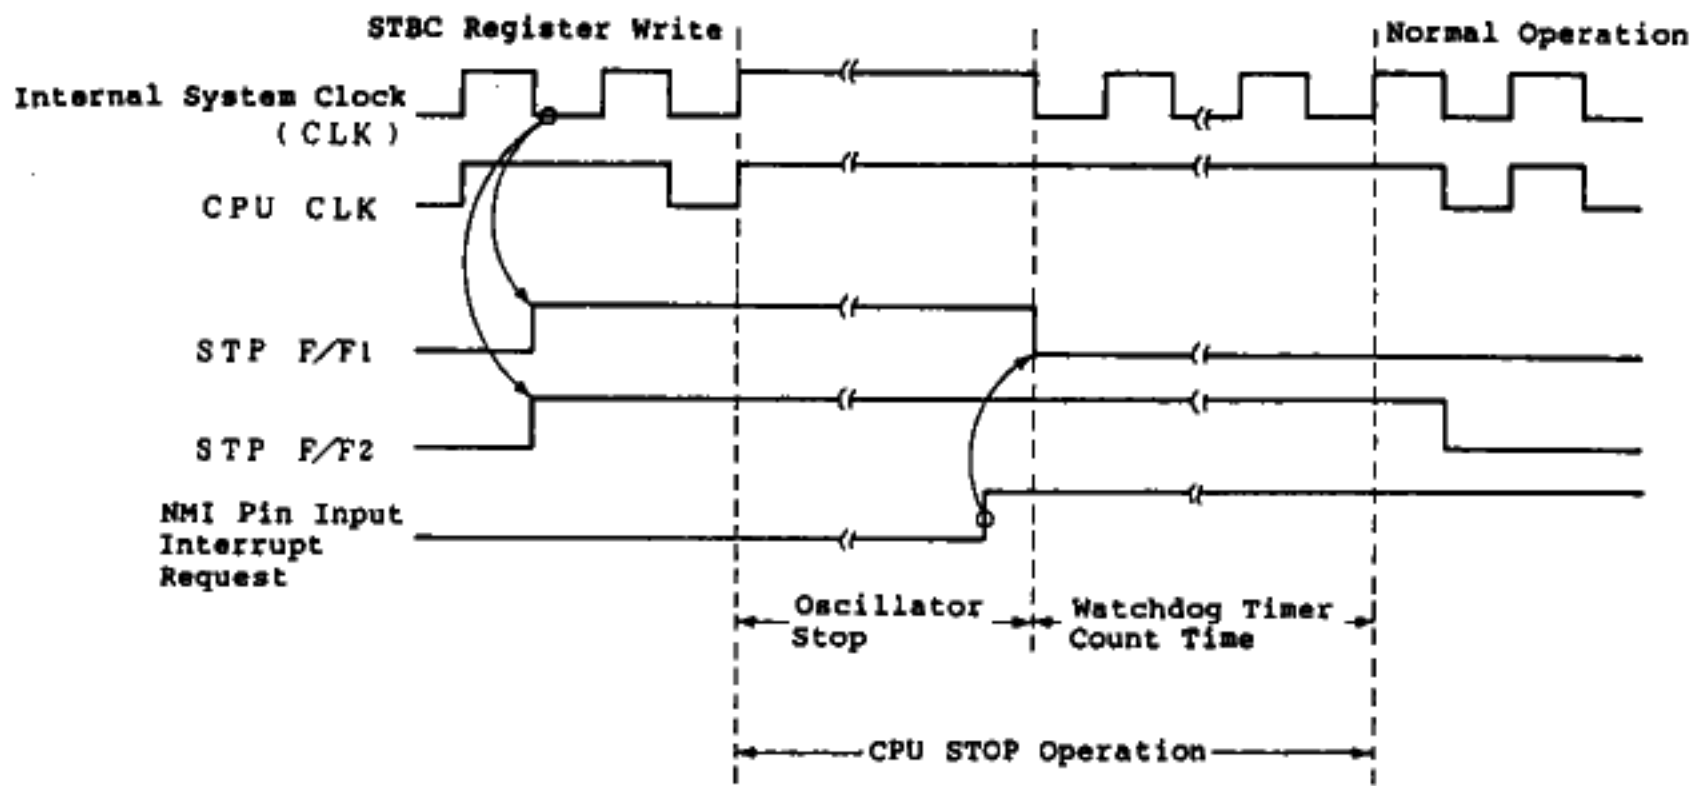 STBC Register Write
Normal Operation
Internal System Clock
(CLK)
CPU CLK
STP F/F1
STP F/F2
NMI Pin Input
Interrupt
Request
Oscillator
Stop
Watchdog Timer
Count Time
CPU STOP Operation